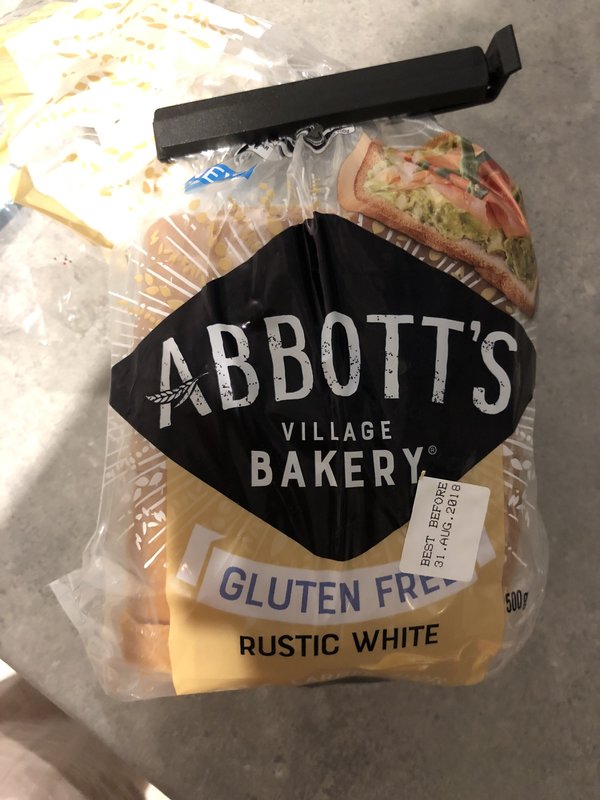 ABBOTT'S
VILLAGE
BAKERY®
BEST BEFORE
31.AUG.2018
GLUTEN FREE
500g
RUSTIC WHITE